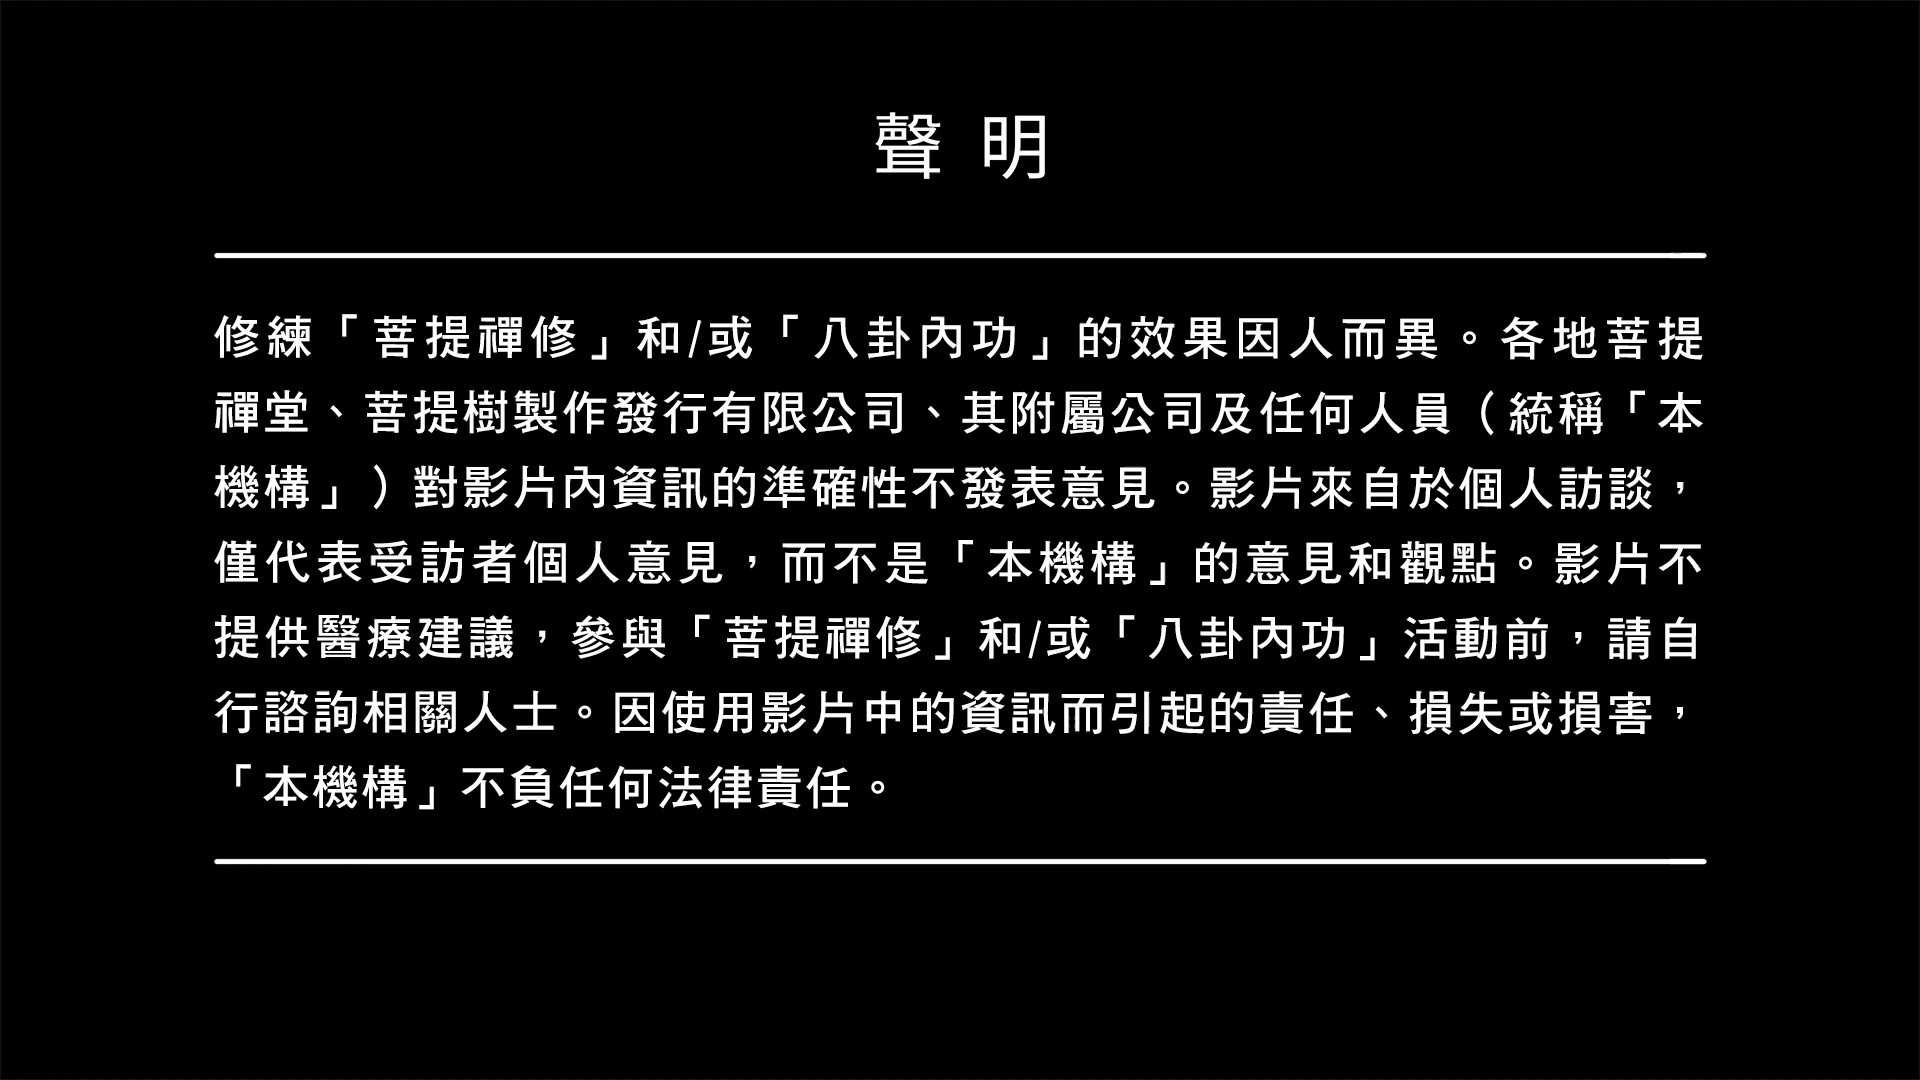 聲明
修練「菩提禪修」和/或「八卦內功」的效果因人而異。各地菩提
禪堂、菩提樹製作發行有限公司、其附屬公司及任何人員（統稱「本
機構」）對影片內資訊的準確性不發表意見。影片來自於個人訪談，
僅代表受訪者個人意見，而不是「本機構」的意見和觀點。影片不
提供醫療建議，參與「菩提禪修」和/或「八卦內功」活動前，請自
行諮詢相關人士。因使用影片中的資訊而引起的責任、損失或損害，
「本機構」不負任何法律責任。